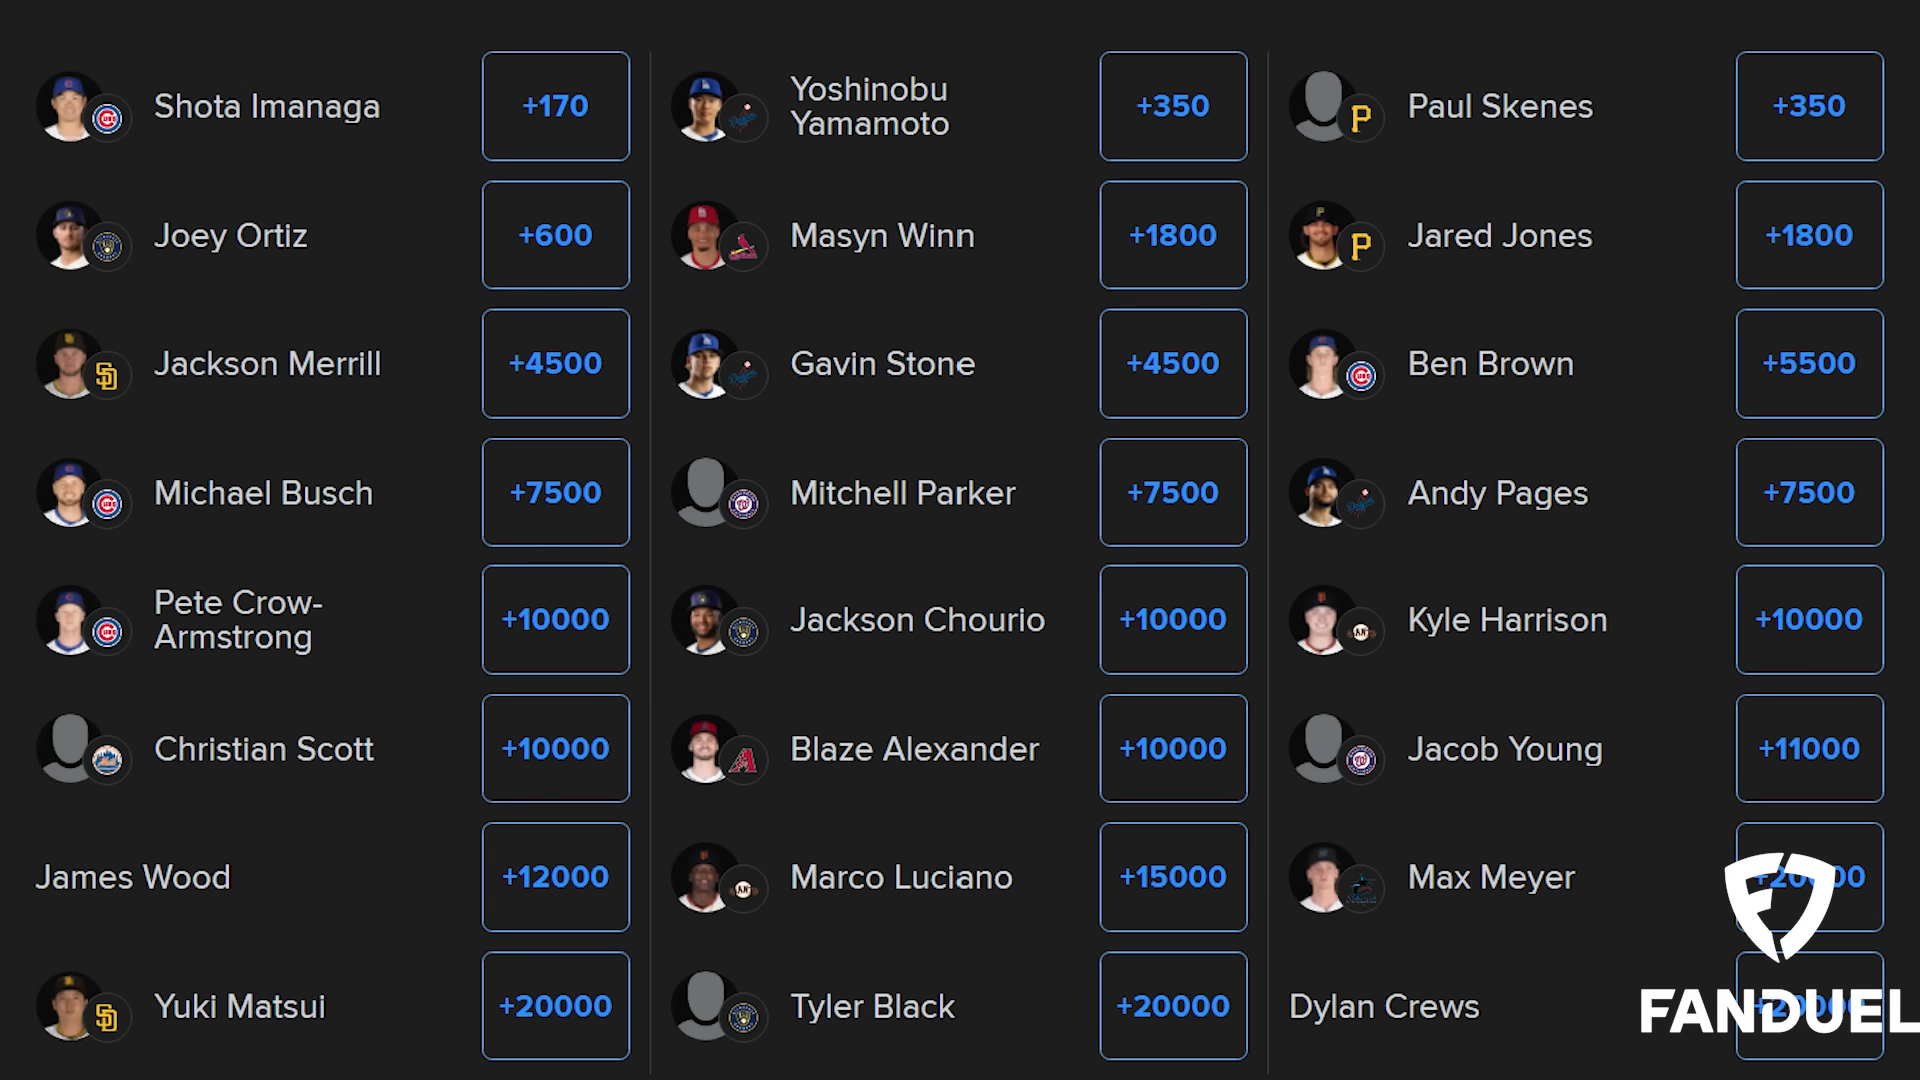 Shota Imanaga +170 Yoshinobu Yamamoto +350 Paul Skenes +350
Joey Ortiz +600 Masyn Winn +1800 Jared Jones +1800
Jackson Merrill +4500 Gavin Stone +4500 Ben Brown +5500
Michael Busch +7500 Mitchell Parker +7500 Andy Pages +7500
Pete Crow-Armstrong +10000 Jackson Chourio +10000 Kyle Harrison +10000
Christian Scott +10000 Blaze Alexander +10000 Jacob Young +11000
James Wood +12000 Marco Luciano +15000 Max Meyer
Yuki Matsui +20000 Tyler Black +20000 Dylan Crews
FANDUEL